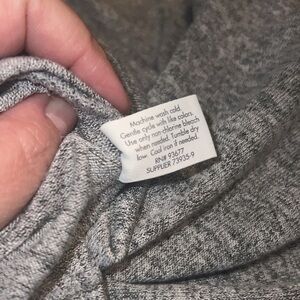 Machine wash cold.
Gentle cycle with like colors.
Use only non-chlorine bleach
when needed. Tumble dry
low. Cool iron if needed.
RN# 93677
SUPPLIER 73935-9